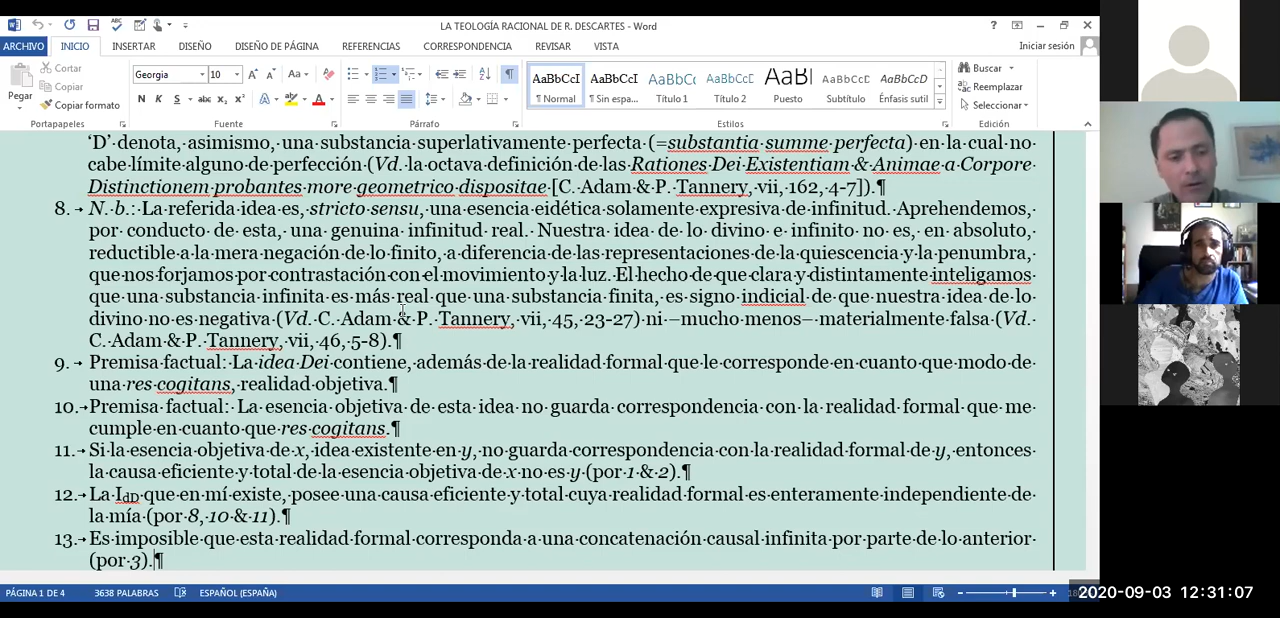 LA TEOLOGÍA RACIONAL DE R. DESCARTES - Word
ARCHIVO INICIO INSERTAR DISEÑO DISEÑO DE PÁGINA REFERENCIAS CORRESPONDENCIA REVISAR VISTA Iniciar sesión
Pegar
Cortar
Copiar
Copiar formato
Portapapeles
Georgia 10
N K S abc x₂ x²
Fuente
Párrafo
AaBbCcI AaBbCcI AaBbCc AaBbCcI AaBl AaBbCcD AaBbCcD
¶ Normal ¶ Sin espa... Título 1 Título 2 Puesto Subtítulo Énfasis sutil
Estilos
Buscar
Reemplazar
Seleccionar
Edición
‘D’ denota, asimismo, una substancia superlativamente perfecta (=substantia summe perfecta) en la cual no
cabe límite alguno de perfección (Vd. la octava definición de las Rationes Dei Existentiam & Animae a Corpore
Distinctionem probantes more geometrico dispositae [C. Adam & P. Tannery, vii, 162, 4-7]).¶
8. N. b.: La referida idea es, stricto sensu, una esencia eidética solamente expresiva de infinitud. Aprehendemos,
por conducto de esta, una genuina infinitud real. Nuestra idea de lo divino e infinito no es, en absoluto,
reductible a la mera negación de lo finito, a diferencia de las representaciones de la quiescencia y la penumbra,
que nos forjamos por contrastación con el movimiento y la luz. El hecho de que clara y distintamente inteligamos
que una substancia infinita es más real que una substancia finita, es signo indicial de que nuestra idea de lo
divino no es negativa (Vd. C. Adam & P. Tannery, vii, 45, 23-27) ni –mucho menos– materialmente falsa (Vd.
C. Adam & P. Tannery, vii, 46, 5-8).¶
9. Premisa factual: La idea Dei contiene, además de la realidad formal que le corresponde en cuanto que modo de
una res cogitans, realidad objetiva.¶
10. Premisa factual: La esencia objetiva de esta idea no guarda correspondencia con la realidad formal que me
cumple en cuanto que res cogitans.¶
11. Si la esencia objetiva de x, idea existente en y, no guarda correspondencia con la realidad formal de y, entonces
la causa eficiente y total de la esencia objetiva de x no es y (por 1 & 2).¶
12. La IdD que en mí existe, posee una causa eficiente y total cuya realidad formal es enteramente independiente de
la mía (por 8, 10 & 11).¶
13. Es imposible que esta realidad formal corresponda a una concatenación causal infinita por parte de lo anterior
(por 3).¶
PÁGINA 1 DE 4 3638 PALABRAS ESPAÑOL (ESPAÑA)
2020-09-03 12:31:07